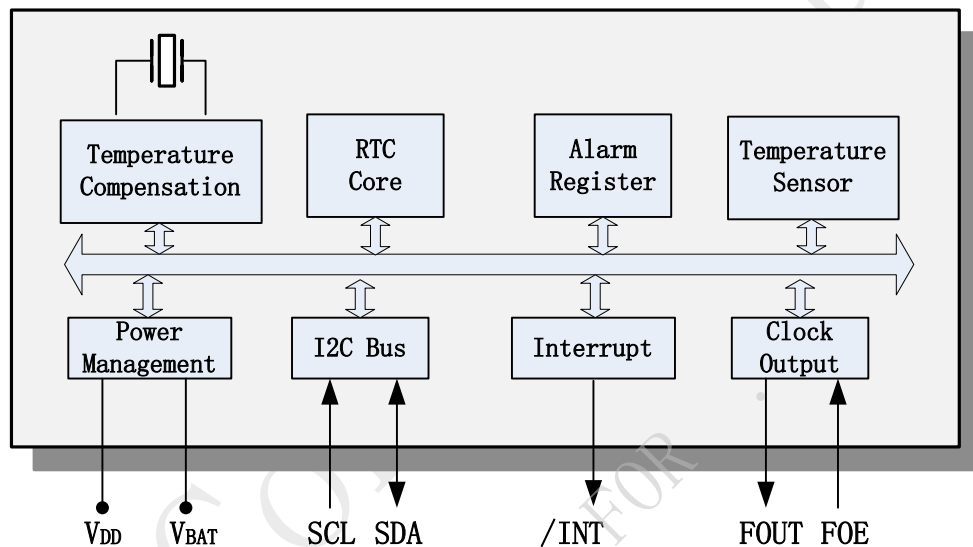 Temperature
Compensation
RTC
Core
Alarm
Register
Temperature
Sensor
Power
Management
I2C Bus
Interrupt
Clock
Output
VDD
VBAT
SCL SDA
/INT
FOUT FOE
FOR